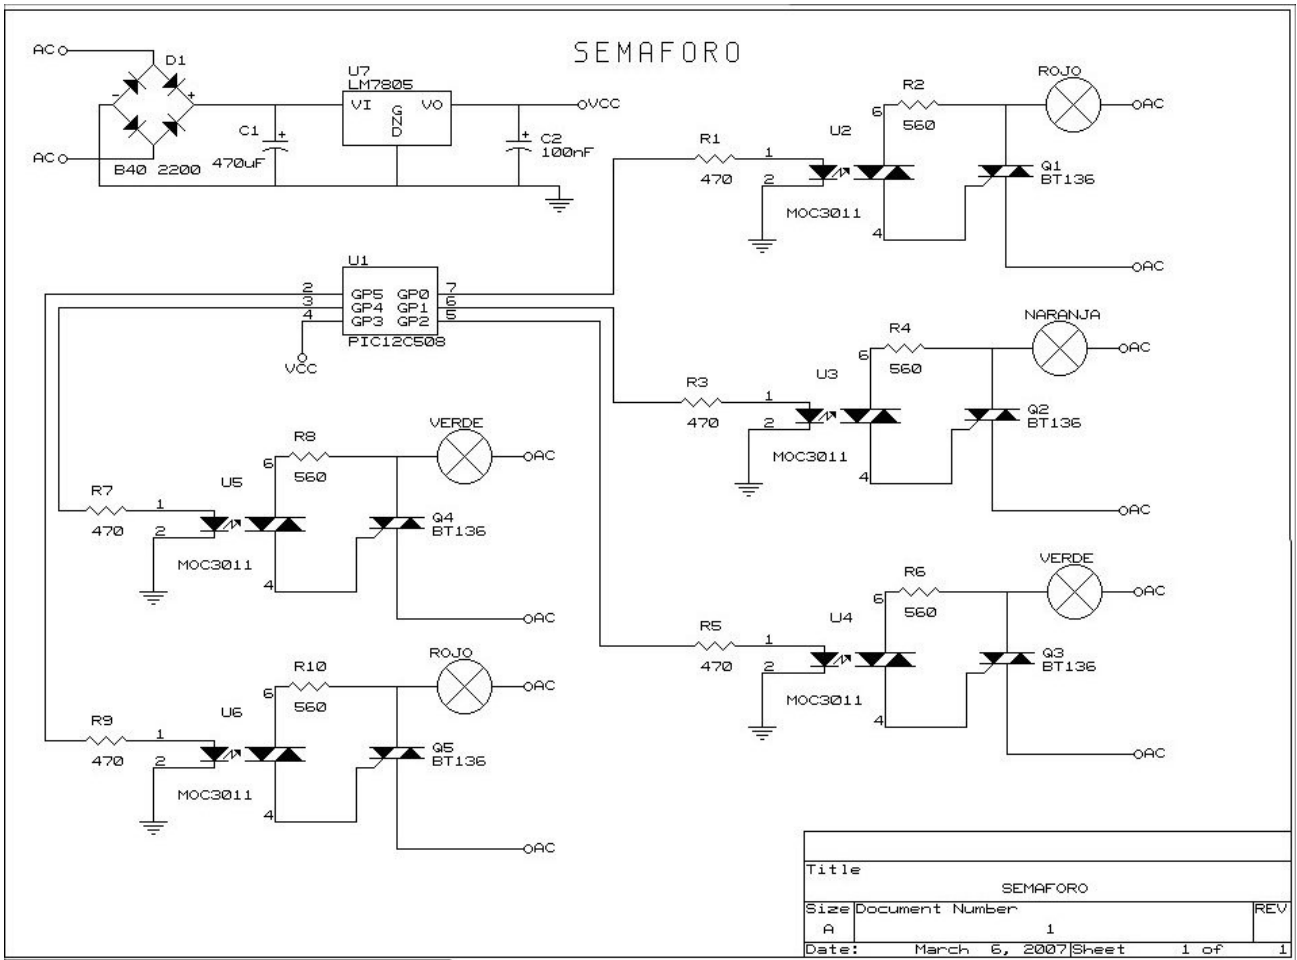 SEMAFORO
AC
D1
-
+
AC
B40 2200
C1
+
470uF
U7
LM7805
VI
VO
GND
VCC
+
C2
100nF
R1
470
1
2
U2
MOC3011
6
4
R2
560
ROJO
AC
Q1
BT136
AC
U1
2
3
4
GP5 GP0
GP4 GP1
GP3 GP2
7
6
5
PIC12C508
VCC
R3
470
1
2
U3
MOC3011
6
4
R4
560
NARANJA
AC
Q2
BT136
AC
R7
470
1
2
U5
MOC3011
6
4
R8
560
VERDE
AC
Q4
BT136
AC
R5
470
1
2
U4
MOC3011
6
4
R6
560
VERDE
AC
Q3
BT136
AC
R9
470
1
2
U6
MOC3011
6
4
R10
560
ROJO
AC
Q5
BT136
AC
Title
SEMAFORO
Size Document Number REV
A 1
Date: March 6, 2007 Sheet 1 of 1